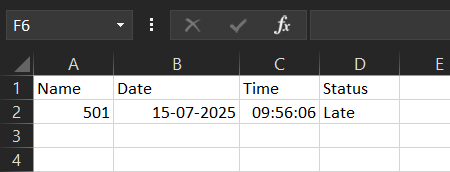 F6 fx
A B C D E
1 Name Date Time Status
2 501 15-07-2025 09:56:06 Late
3
4